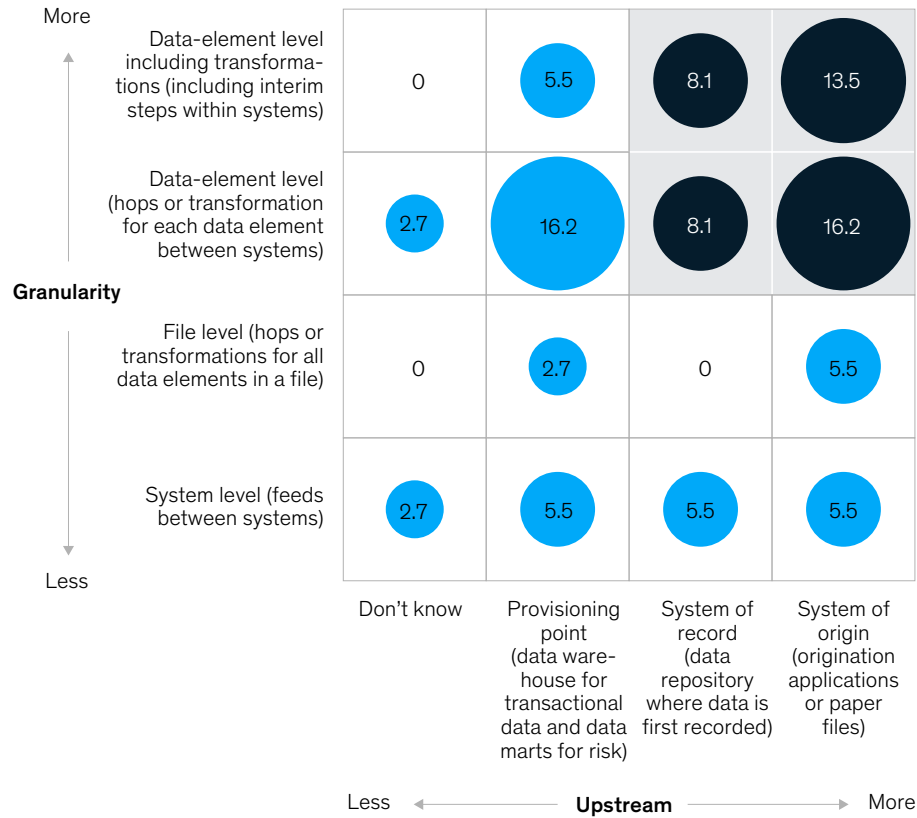 More
Data-element level
including transforma-
tions (including interim
steps within systems)
0
5.5
8.1
13.5
Data-element level
(hops or transformation
for each data element
between systems)
2.7
16.2
8.1
16.2
Granularity
File level (hops or
transformations for all
data elements in a file)
0
2.7
0
5.5
System level (feeds
between systems)
2.7
5.5
5.5
5.5
Less
Don't know
Provisioning
point
(data ware-
house for
transactional
data and data
marts for risk)
System of
record
(data
repository
where data is
first recorded)
System of
origin
(origination
applications
or paper
files)
Less
Upstream
More